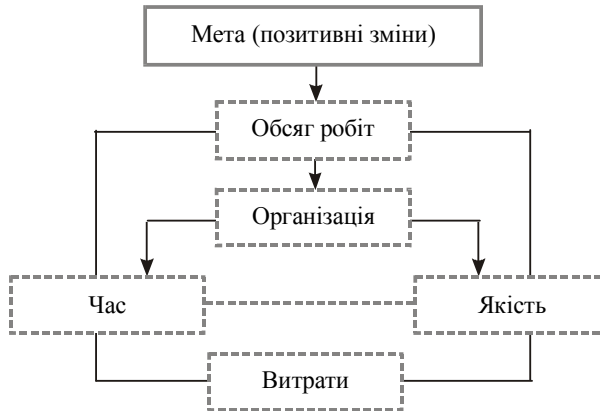 Мета (позитивні зміни)
Обсяг робіт
Організація
Час
Якість
Витрати